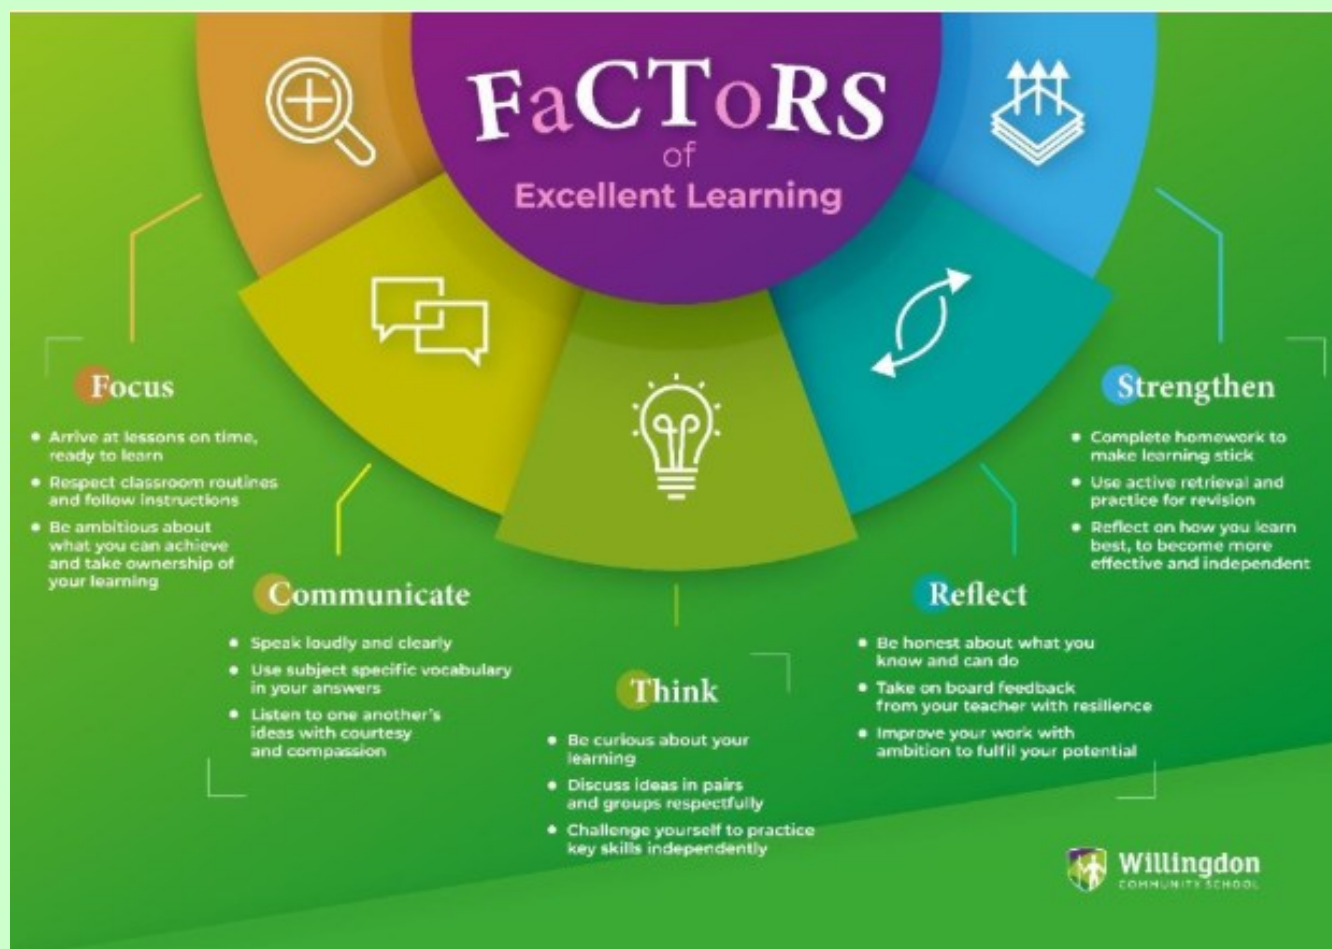 FaCToRS
of
Excellent Learning
Focus
• Arrive at lessons on time,
ready to learn
• Respect classroom routines
and follow instructions
• Be ambitious about
what you can achieve
and take ownership of
your learning
Communicate
• Speak loudly and clearly
• Use subject specific vocabulary
in your answers
• Listen to one another's
ideas with courtesy
and compassion
Think
• Be curious about your
learning
• Discuss ideas in pairs
and groups respectfully
• Challenge yourself to practice
key skills independently
Reflect
• Be honest about what you
know and can do
• Take on board feedback
from your teacher with resilience
• Improve your work with
ambition to fulfil your potential
Strengthen
• Complete homework to
make learning stick
• Use active retrieval and
practice for revision
• Reflect on how you learn
best, to become more
effective and independent
Willingdon
COMMUNITY SCHOOL